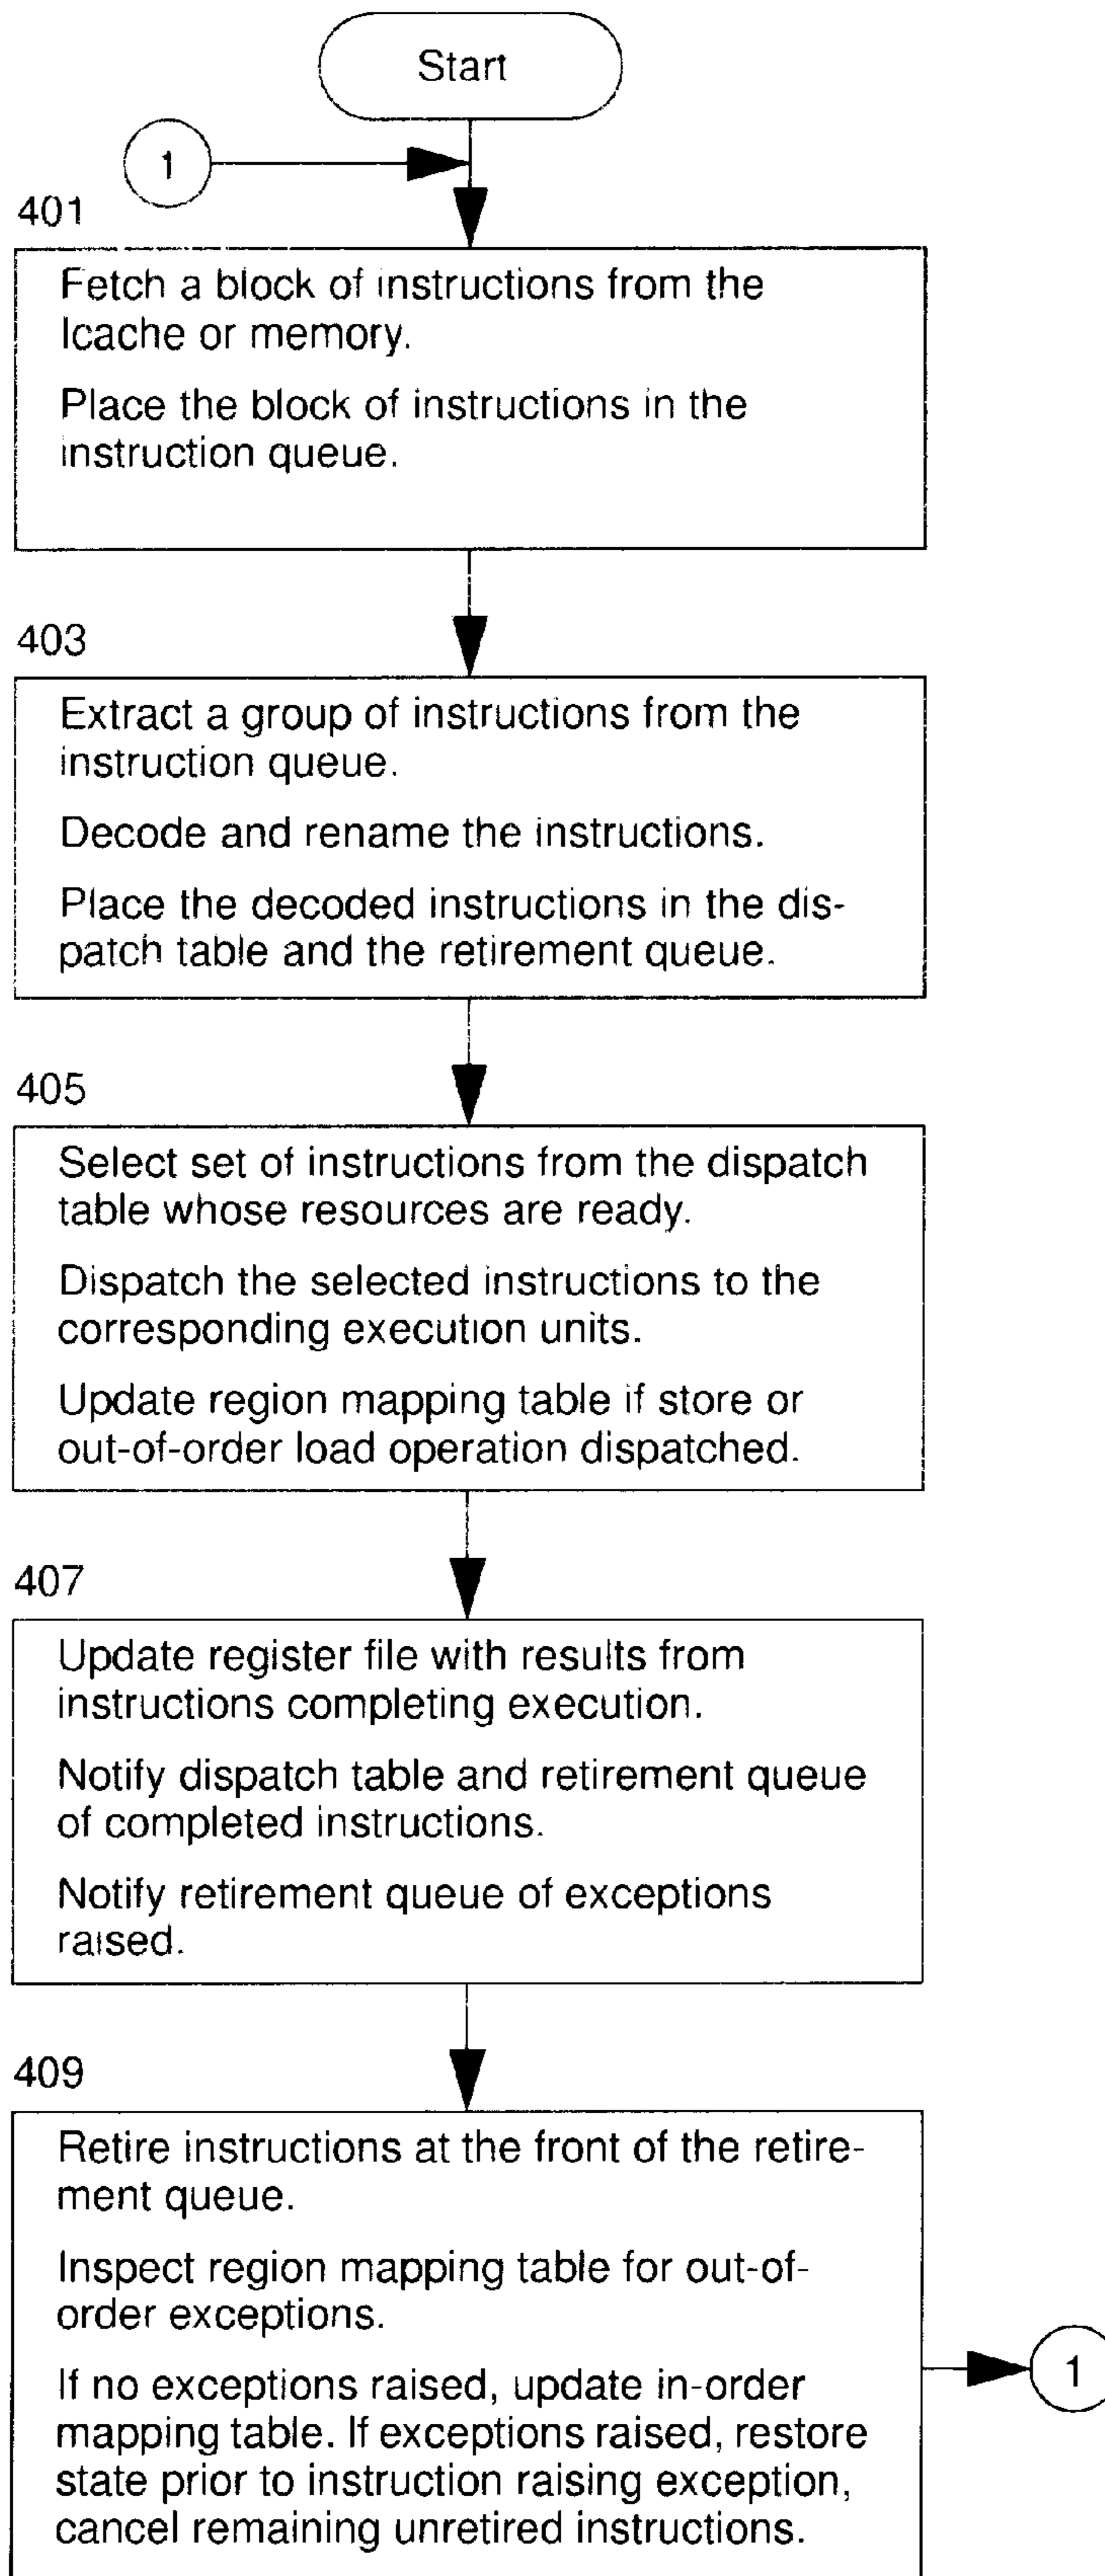 Start
1
401
Fetch a block of instructions from the
Icache or memory.
Place the block of instructions in the
instruction queue.
403
Extract a group of instructions from the
instruction queue.
Decode and rename the instructions.
Place the decoded instructions in the dis-
patch table and the retirement queue.
405
Select set of instructions from the dispatch
table whose resources are ready.
Dispatch the selected instructions to the
corresponding execution units.
Update region mapping table if store or
out-of-order load operation dispatched.
407
Update register file with results from
instructions completing execution.
Notify dispatch table and retirement queue
of completed instructions.
Notify retirement queue of exceptions
raised.
409
Retire instructions at the front of the retire-
ment queue.
Inspect region mapping table for out-of-
order exceptions.
If no exceptions raised, update in-order
mapping table. If exceptions raised, restore
state prior to instruction raising exception,
cancel remaining unretired instructions.
1